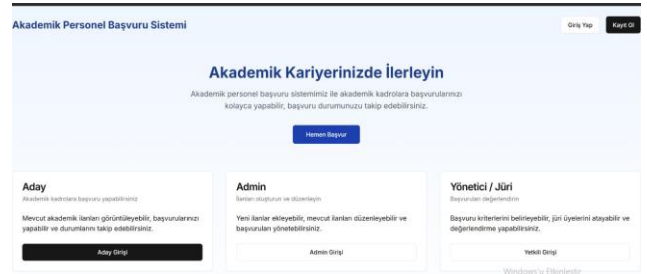 Akademik Personel Başvuru Sistemi
Giriş Yap
Kayıt Ol
Akademik Kariyerinizde İlerleyin
Akademik personel başvuru sistemimiz ile akademik kadrolara başvurularınızı
kolayca yapabilir, başvuru durumunuzu takip edebilirsiniz.
Hemen Başvur
Aday
Akademik kadrolara başvuru yapabilirsiniz
Mevcut akademik ilanları görüntüleyebilir, başvurularınızı
yapabilir ve durumlarını takip edebilirsiniz.
Aday Girişi
Admin
İlanları oluşturun ve düzenleyin
Yeni ilanlar ekleyebilir, mevcut ilanları düzenleyebilir ve
başvuruları yönetebilirsiniz.
Admin Girişi
Yönetici / Jüri
Başvuruları değerlendirin
Başvuru kriterlerini belirleyebilir, jüri üyelerini atayabilir ve
değerlendirme yapabilirsiniz.
Yetkili Girişi
Windows'u Etkinleştir